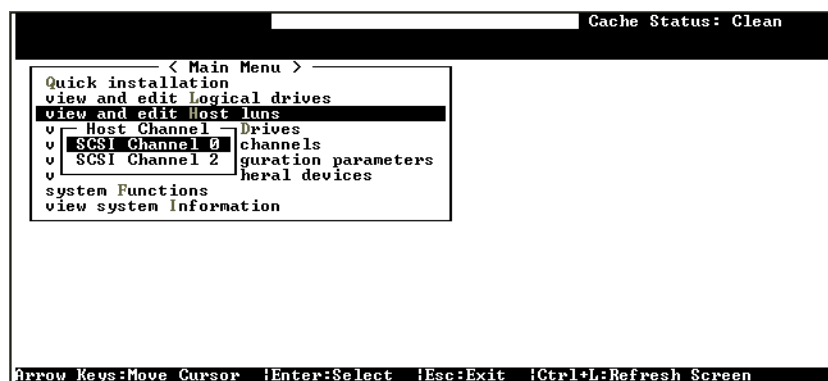 Cache Status: Clean
< Main Menu >
Quick installation
view and edit Logical drives
view and edit Host luns
v Host Channel Drives
v SCSI Channel 0 channels
v SCSI Channel 2 guration parameters
v heral devices
system Functions
view system Information
Arrow Keys:Move Cursor |Enter:Select |Esc:Exit |Ctrl+L:Refresh Screen